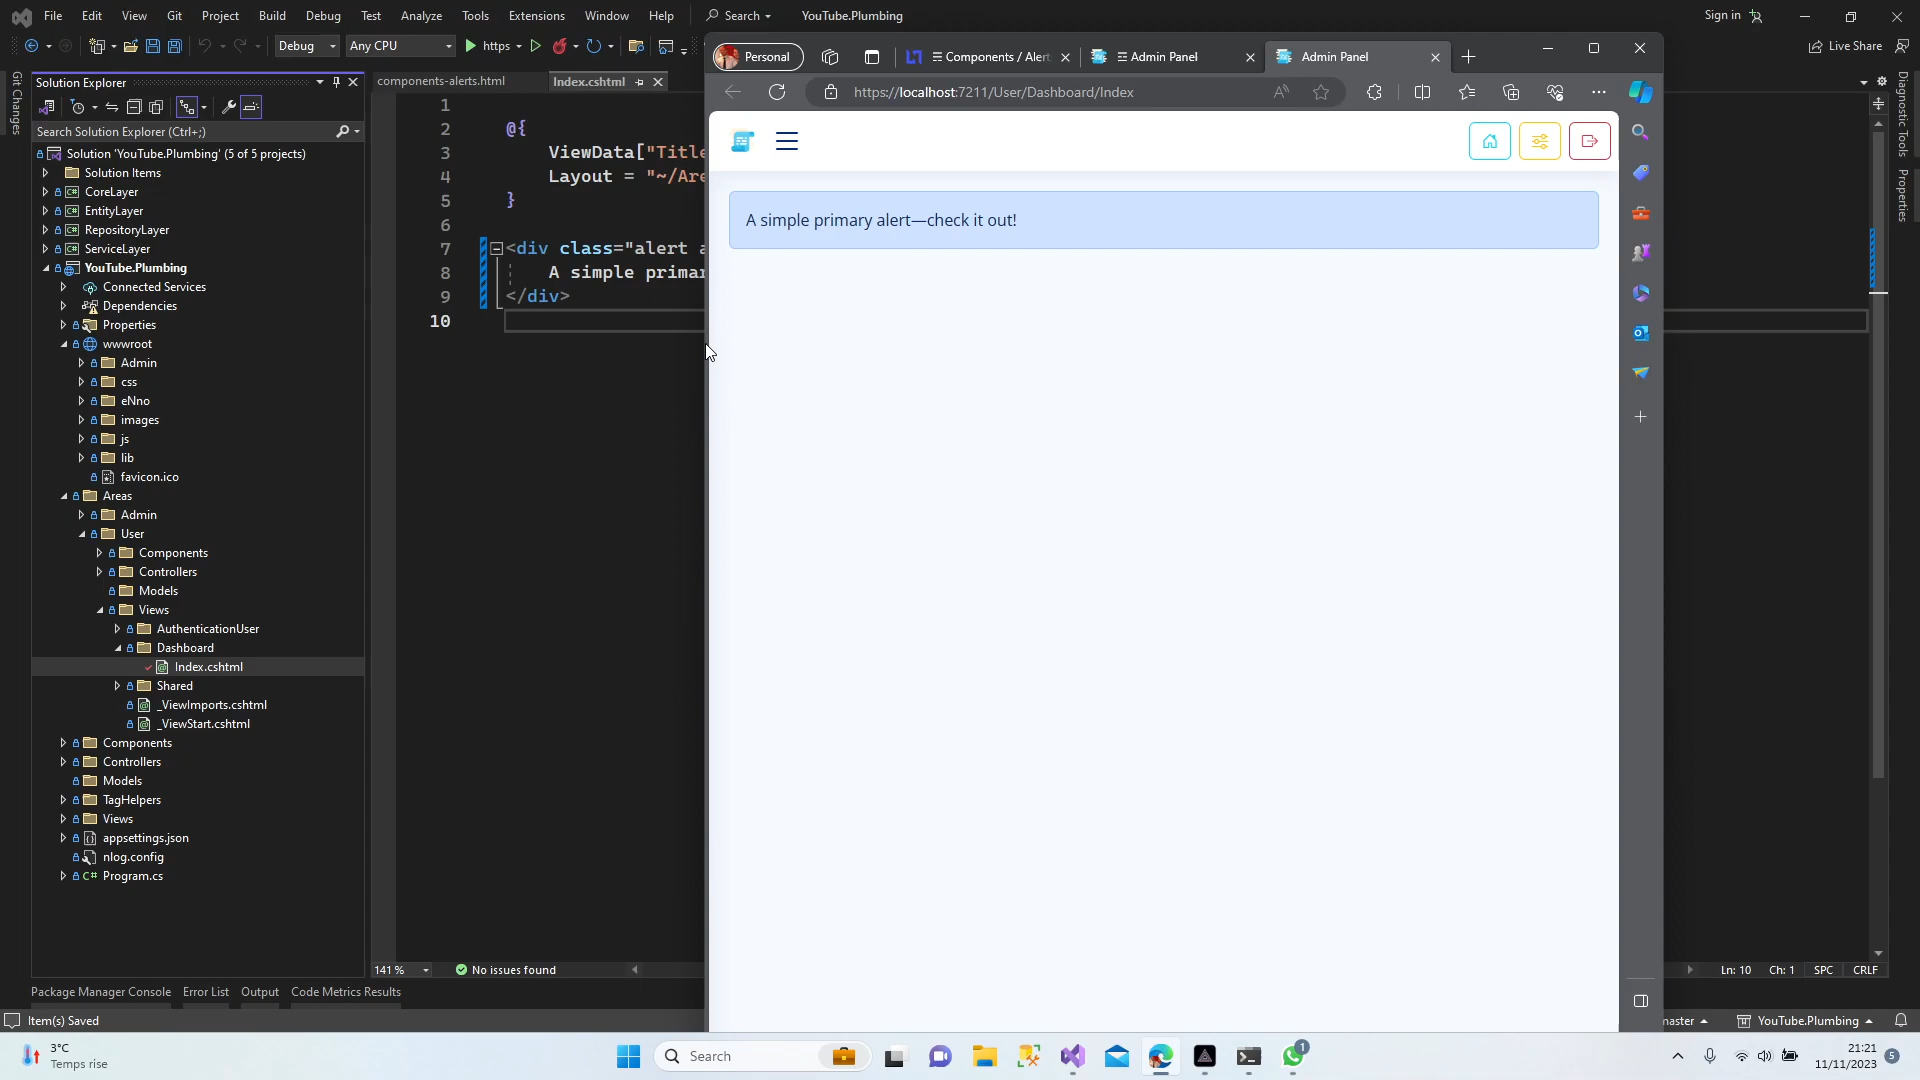 File Edit View Git Project Build Debug Test Analyze Tools Extensions Window Help Search YouTube.Plumbing Sign in
Debug Any CPU https Live Share
Git Changes
Solution Explorer
Search Solution Explorer (Ctrl+;)
Solution 'YouTube.Plumbing' (5 of 5 projects)
Solution Items
CoreLayer
EntityLayer
RepositoryLayer
ServiceLayer
YouTube.Plumbing
Connected Services
Dependencies
Properties
wwwroot
Admin
css
eNno
images
js
lib
favicon.ico
Areas
Admin
User
Components
Controllers
Models
Views
AuthenticationUser
Dashboard
Index.cshtml
Shared
_ViewImports.cshtml
_ViewStart.cshtml
Components
Controllers
Models
TagHelpers
Views
appsettings.json
nlog.config
C# Program.cs
components-alerts.html Index.cshtml
1
2 @{
3 ViewData["Title
4 Layout = "~/Are
5 }
6
7 <div class="alert a
8 A simple primar
9 </div>
10
Personal Components / Alert Admin Panel Admin Panel
https://localhost:7211/User/Dashboard/Index
A simple primary alert—check it out!
Diagnostic Tools
Properties
141 % No issues found Ln: 10 Ch: 1 SPC CRLF
Package Manager Console Error List Output Code Metrics Results
Item(s) Saved naster YouTube.Plumbing
3°C
Temps rise
Search
1
21:21
11/11/2023
5